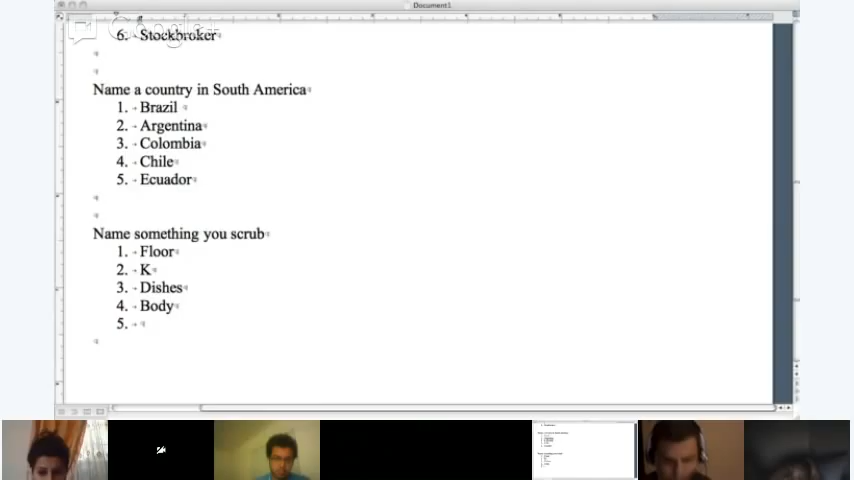 Document1
Google+
6. Stockbroker
Name a country in South America
1. Brazil
2. Argentina
3. Colombia
4. Chile
5. Ecuador
Name something you scrub
1. Floor
2. K
3. Dishes
4. Body
5.